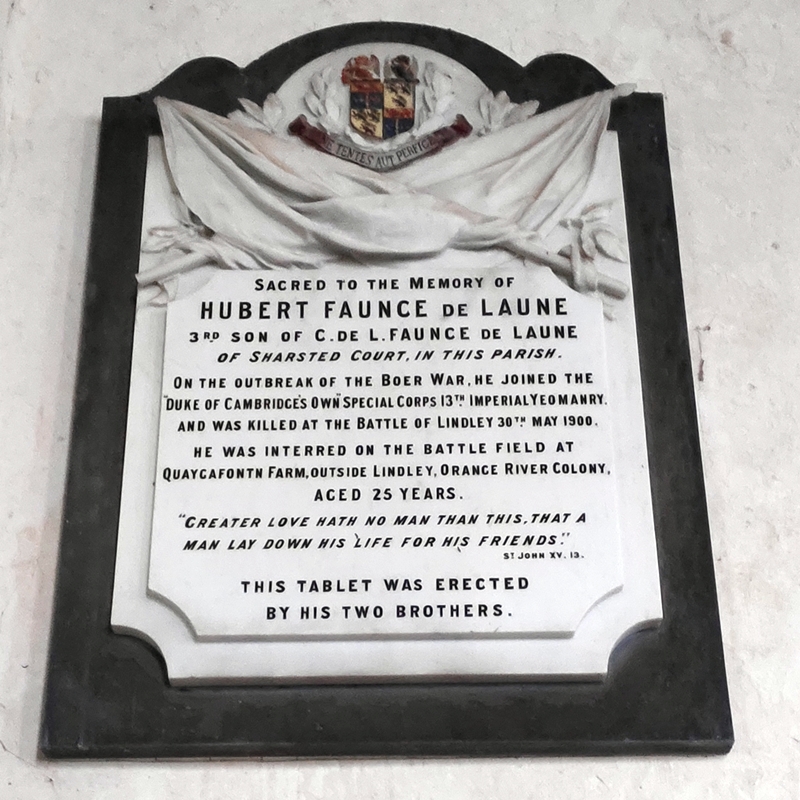 NE TENTES AUT PERFICE
SACRED TO THE MEMORY OF
HUBERT FAUNCE DE LAUNE
3RD SON OF C. DE L. FAUNCE DE LAUNE
OF SHARSTED COURT, IN THIS PARISH.
ON THE OUTBREAK OF THE BOER WAR, HE JOINED THE
"DUKE OF CAMBRIDGE'S OWN" SPECIAL CORPS 13TH IMPERIAL YEOMANRY.
AND WAS KILLED AT THE BATTLE OF LINDLEY 30TH MAY 1900.
HE WAS INTERRED ON THE BATTLE FIELD AT
QUAYGAFONTN FARM, OUTSIDE LINDLEY, ORANGE RIVER COLONY,
AGED 25 YEARS.
"GREATER LOVE HATH NO MAN THAN THIS, THAT A
MAN LAY DOWN HIS LIFE FOR HIS FRIENDS."
ST JOHN XV. 13.
THIS TABLET WAS ERECTED
BY HIS TWO BROTHERS.